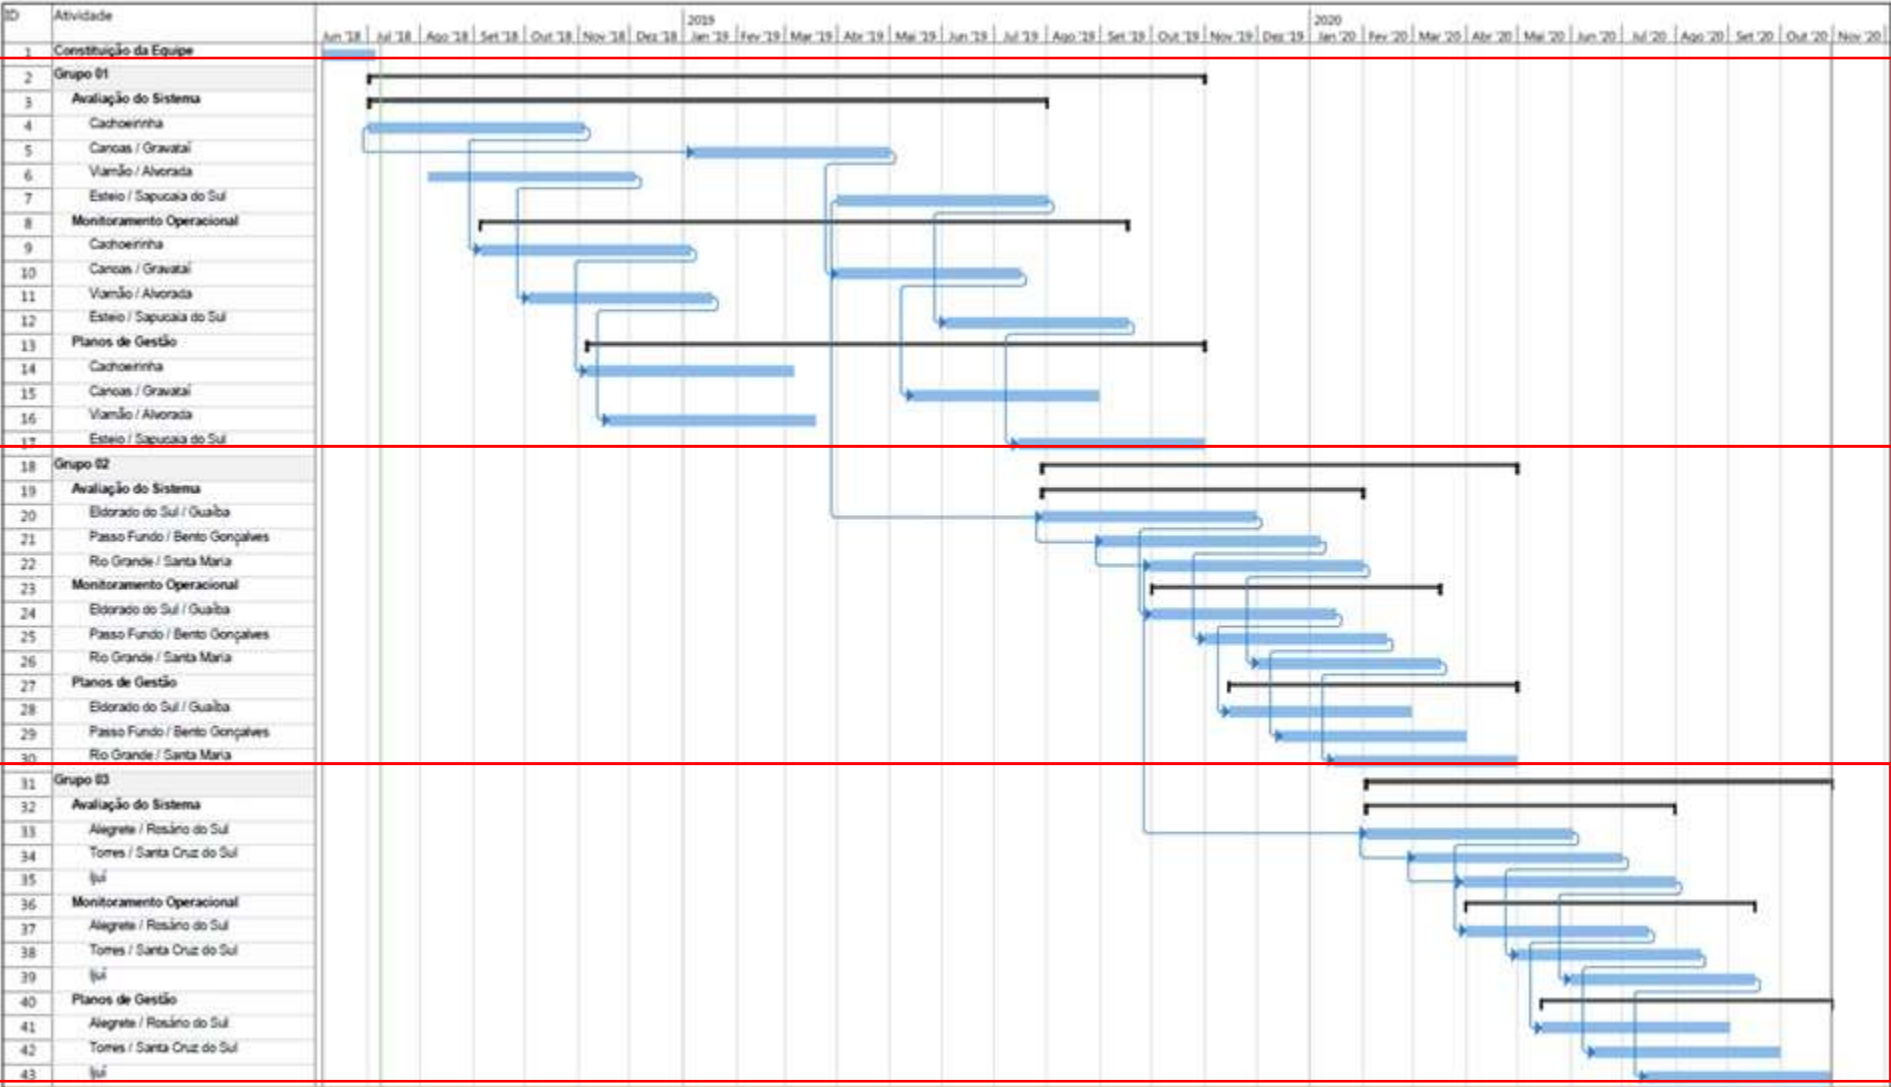 ID Atividade 2019 2020
Jun '18 Jul '18 Ago '18 Set '18 Out '18 Nov '18 Dez '18 Jan '19 Fev '19 Mar '19 Abr '19 Mai '19 Jun '19 Jul '19 Ago '19 Set '19 Out '19 Nov '19 Dez '19 Jan '20 Fev '20 Mar '20 Abr '20 Mai '20 Jun '20 Jul '20 Ago '20 Set '20 Out '20 Nov '20
1 Constituição da Equipe
2 Grupo 01
3 Avaliação do Sistema
4 Cachoeirinha
5 Canoas / Gravataí
6 Viamão / Alvorada
7 Esteio / Sapucaia do Sul
8 Monitoramento Operacional
9 Cachoeirinha
10 Canoas / Gravataí
11 Viamão / Alvorada
12 Esteio / Sapucaia do Sul
13 Planos de Gestão
14 Cachoeirinha
15 Canoas / Gravataí
16 Viamão / Alvorada
17 Esteio / Sapucaia do Sul
18 Grupo 02
19 Avaliação do Sistema
20 Eldorado do Sul / Guaíba
21 Passo Fundo / Bento Gonçalves
22 Rio Grande / Santa Maria
23 Monitoramento Operacional
24 Eldorado do Sul / Guaíba
25 Passo Fundo / Bento Gonçalves
26 Rio Grande / Santa Maria
27 Planos de Gestão
28 Eldorado do Sul / Guaíba
29 Passo Fundo / Bento Gonçalves
30 Rio Grande / Santa Maria
31 Grupo 03
32 Avaliação do Sistema
33 Alegrete / Rosário do Sul
34 Torres / Santa Cruz do Sul
35 Ijuí
36 Monitoramento Operacional
37 Alegrete / Rosário do Sul
38 Torres / Santa Cruz do Sul
39 Ijuí
40 Planos de Gestão
41 Alegrete / Rosário do Sul
42 Torres / Santa Cruz do Sul
43 Ijuí